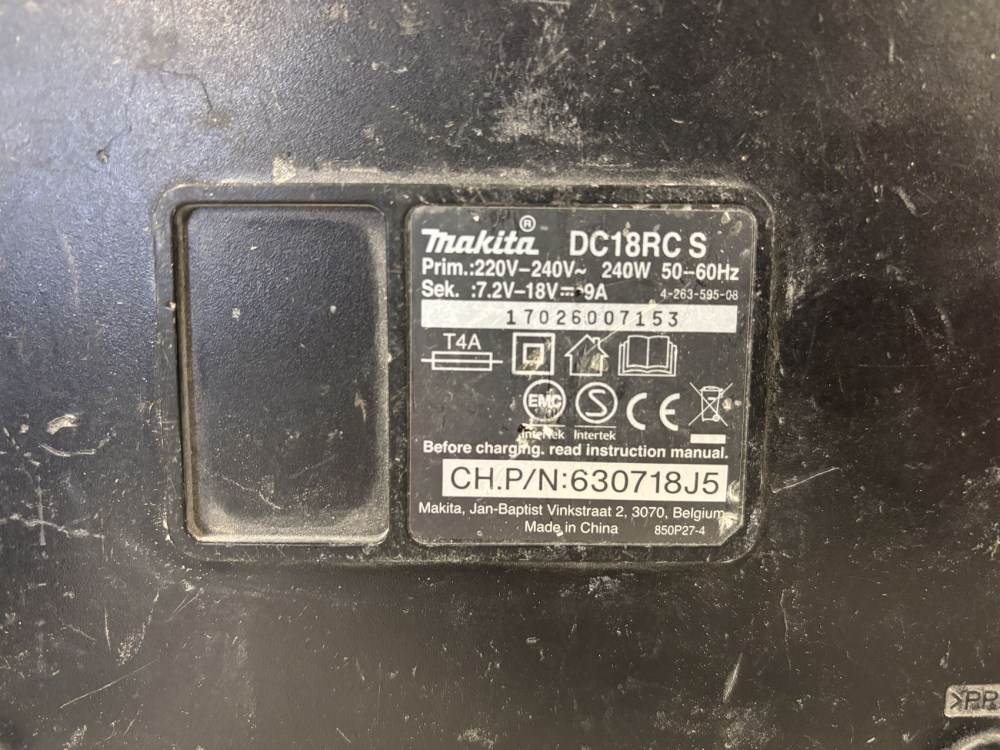 makita® DC18RC S
Prim.:220V–240V~ 240W 50–60Hz
Sek. :7.2V–18V⎓9A 4-263-595-08
17026007153
T4A
EMC S CE
Intertek Intertek
Before charging. read instruction manual.
CH.P/N:630718J5
Makita, Jan-Baptist Vinkstraat 2, 3070, Belgium
Made in China 850P27-4
>PP